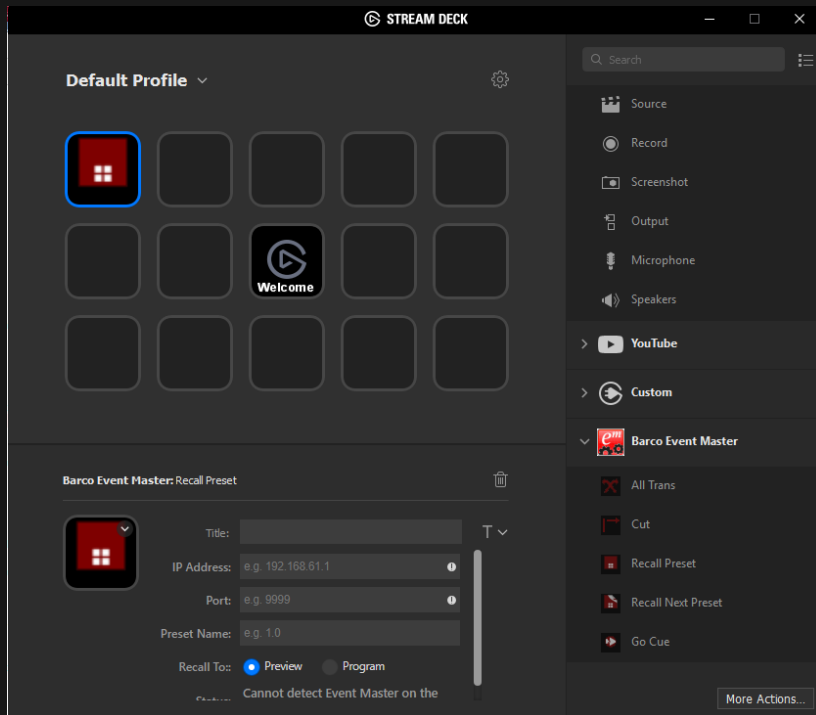 STREAM DECK
Default Profile
Welcome
Search
Source
Record
Screenshot
Output
Microphone
Speakers
YouTube
Custom
em
Barco Event Master
All Trans
Cut
Recall Preset
Recall Next Preset
Go Cue
More Actions...
Barco Event Master: Recall Preset
Title:
T
IP Address: e.g. 192.168.61.1
Port: e.g. 9999
Preset Name: e.g. 1.0
Recall To:: Preview Program
Status: Cannot detect Event Master on the